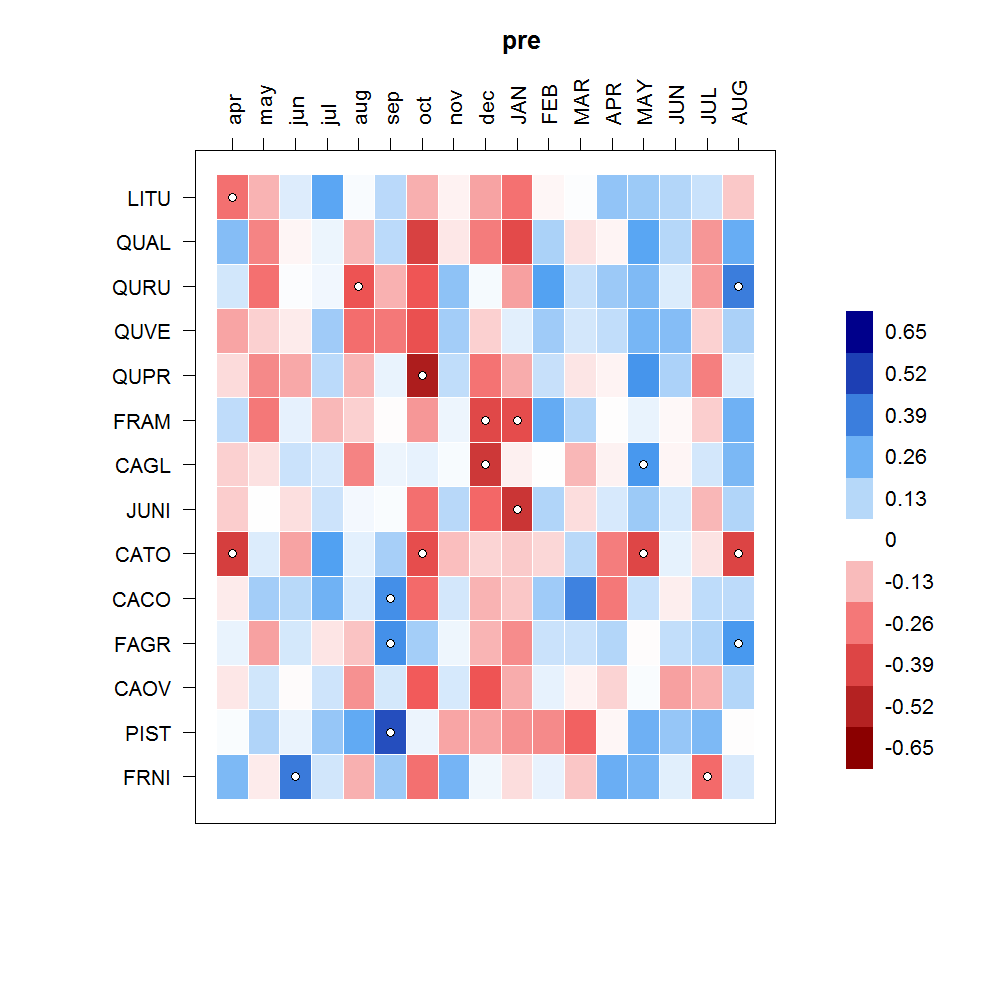 pre
apr may jun jul aug sep oct nov dec JAN FEB MAR APR MAY JUN JUL AUG
LITU
QUAL
QURU
QUVE
QUPR
FRAM
CAGL
JUNI
CATO
CACO
FAGR
CAOV
PIST
FRNI
0.65
0.52
0.39
0.26
0.13
0
-0.13
-0.26
-0.39
-0.52
-0.65